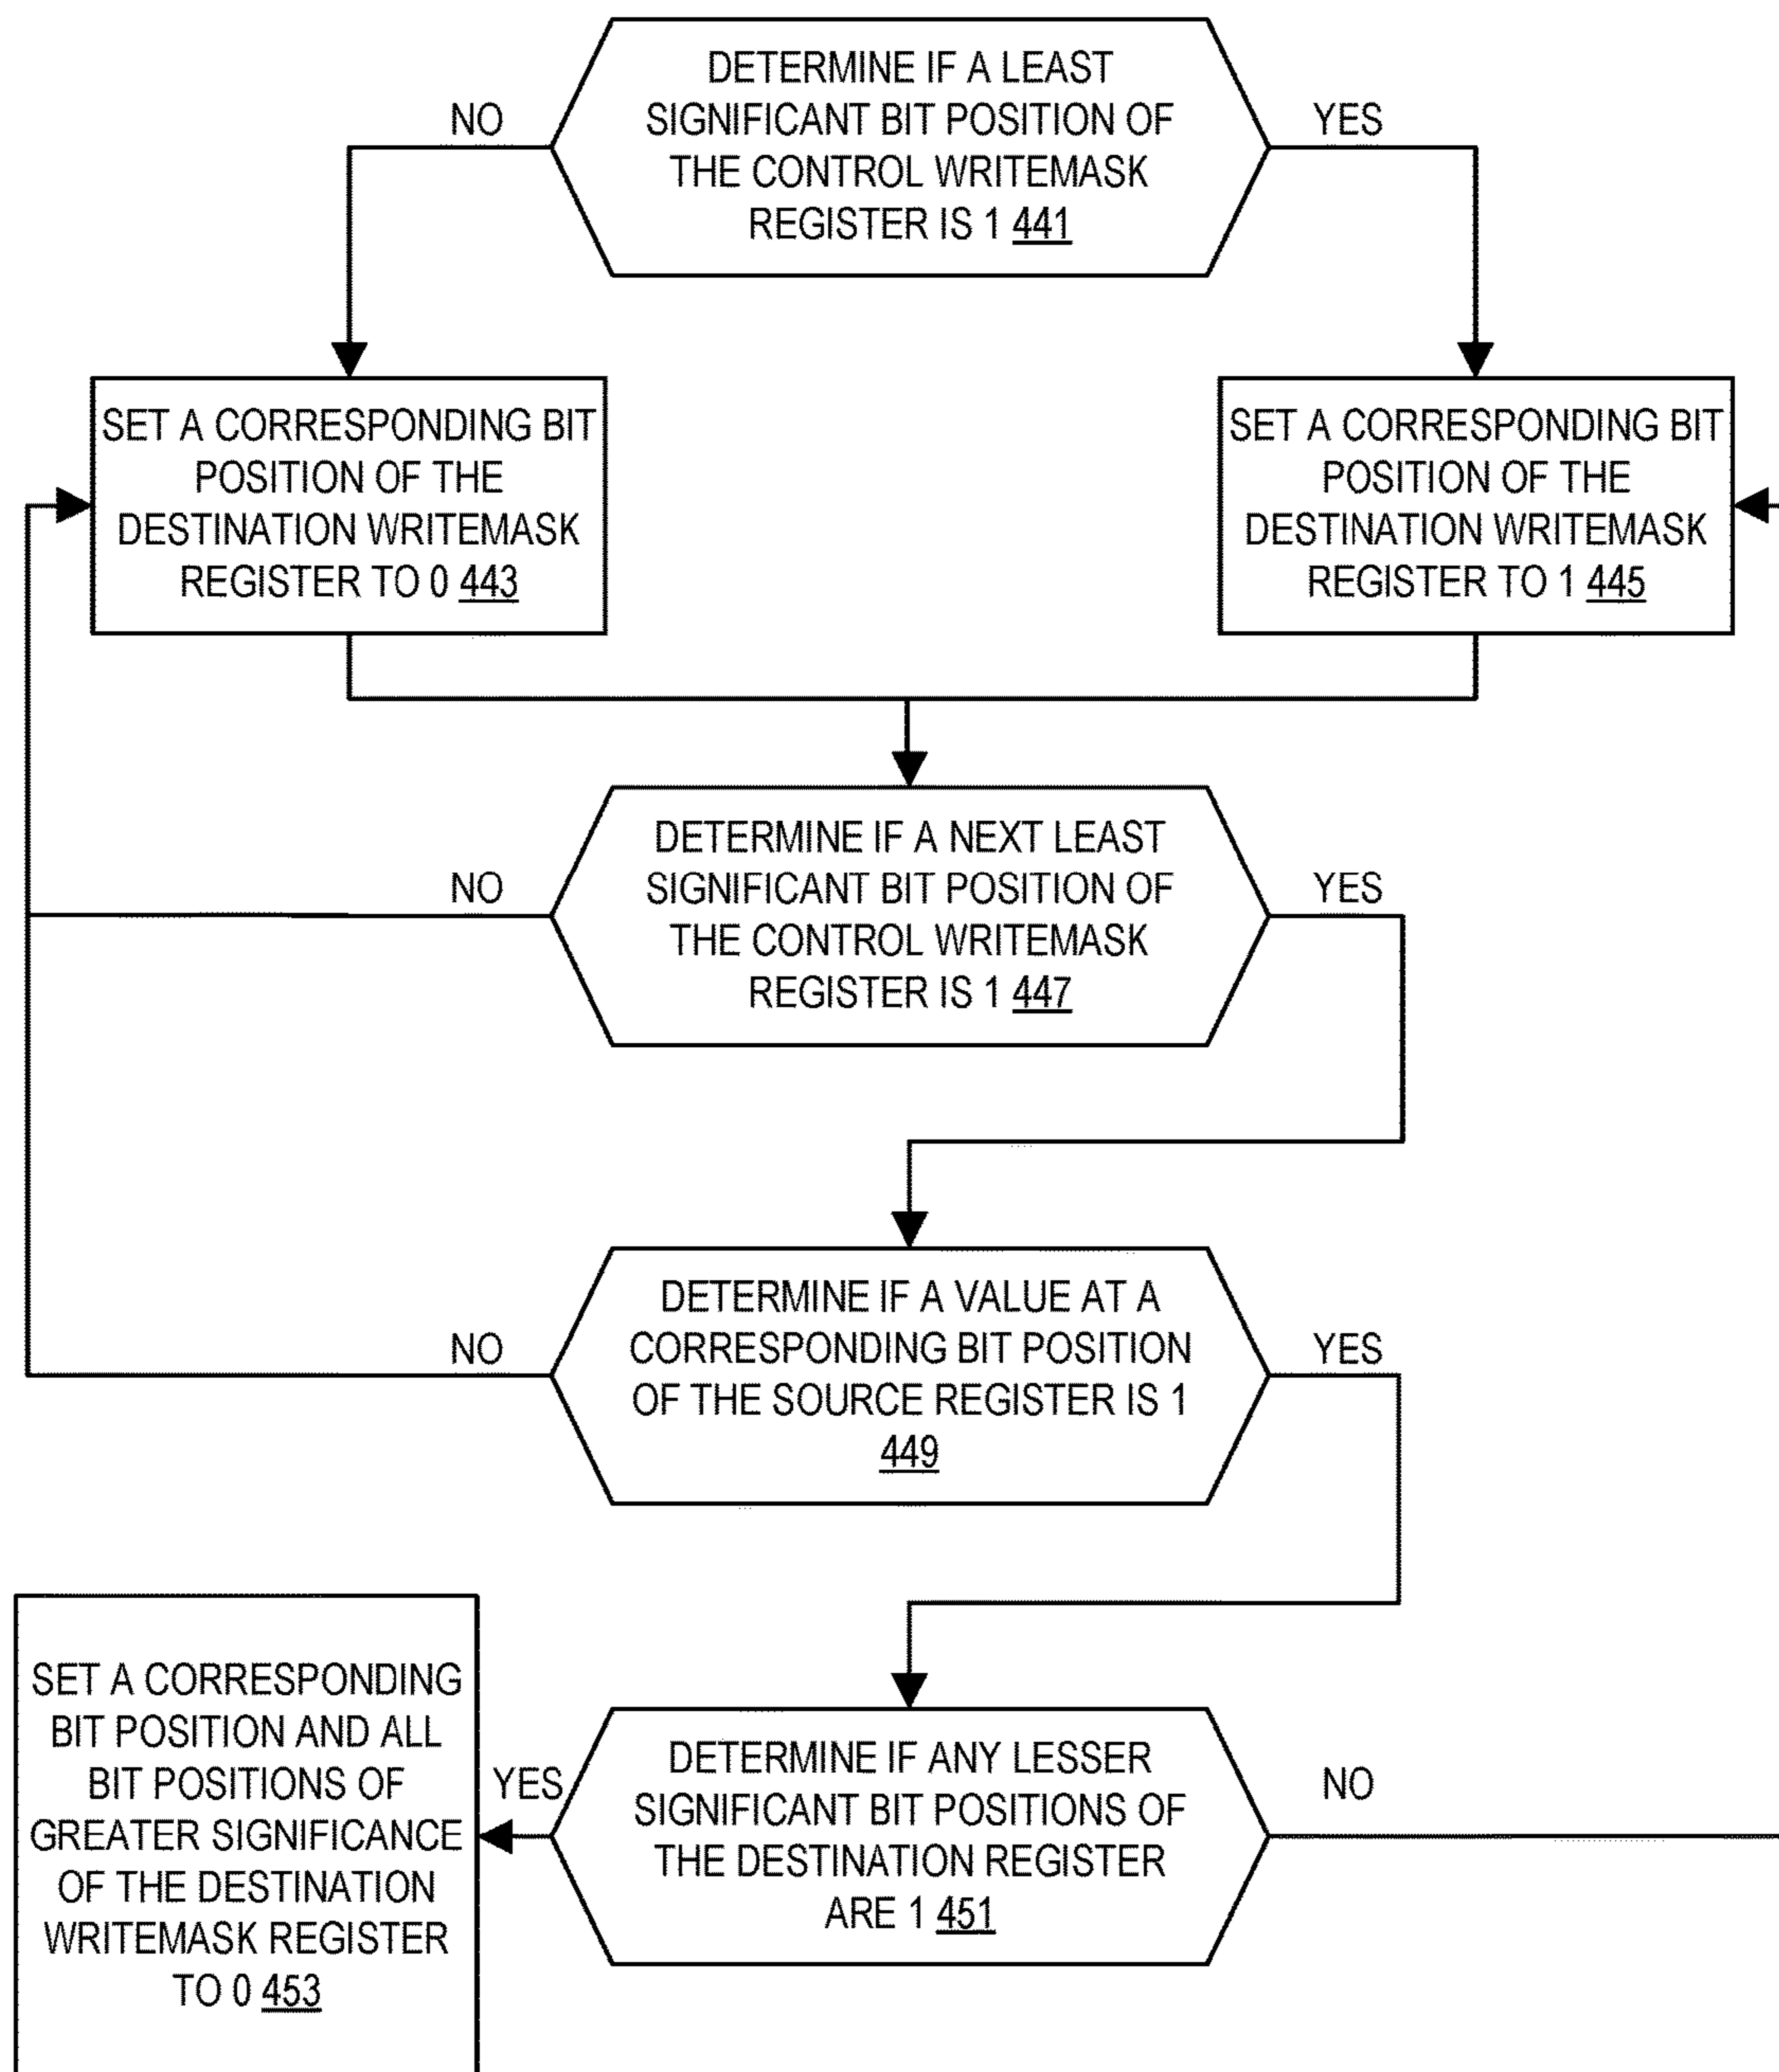 DETERMINE IF A LEAST
SIGNIFICANT BIT POSITION OF
THE CONTROL WRITEMASK
REGISTER IS 1 441
NO
YES
SET A CORRESPONDING BIT
POSITION OF THE
DESTINATION WRITEMASK
REGISTER TO 0 443
SET A CORRESPONDING BIT
POSITION OF THE
DESTINATION WRITEMASK
REGISTER TO 1 445
DETERMINE IF A NEXT LEAST
SIGNIFICANT BIT POSITION OF
THE CONTROL WRITEMASK
REGISTER IS 1 447
NO
YES
DETERMINE IF A VALUE AT A
CORRESPONDING BIT POSITION
OF THE SOURCE REGISTER IS 1
449
NO
YES
DETERMINE IF ANY LESSER
SIGNIFICANT BIT POSITIONS OF
THE DESTINATION REGISTER
ARE 1 451
YES
NO
SET A CORRESPONDING
BIT POSITION AND ALL
BIT POSITIONS OF
GREATER SIGNIFICANCE
OF THE DESTINATION
WRITEMASK REGISTER
TO 0 453